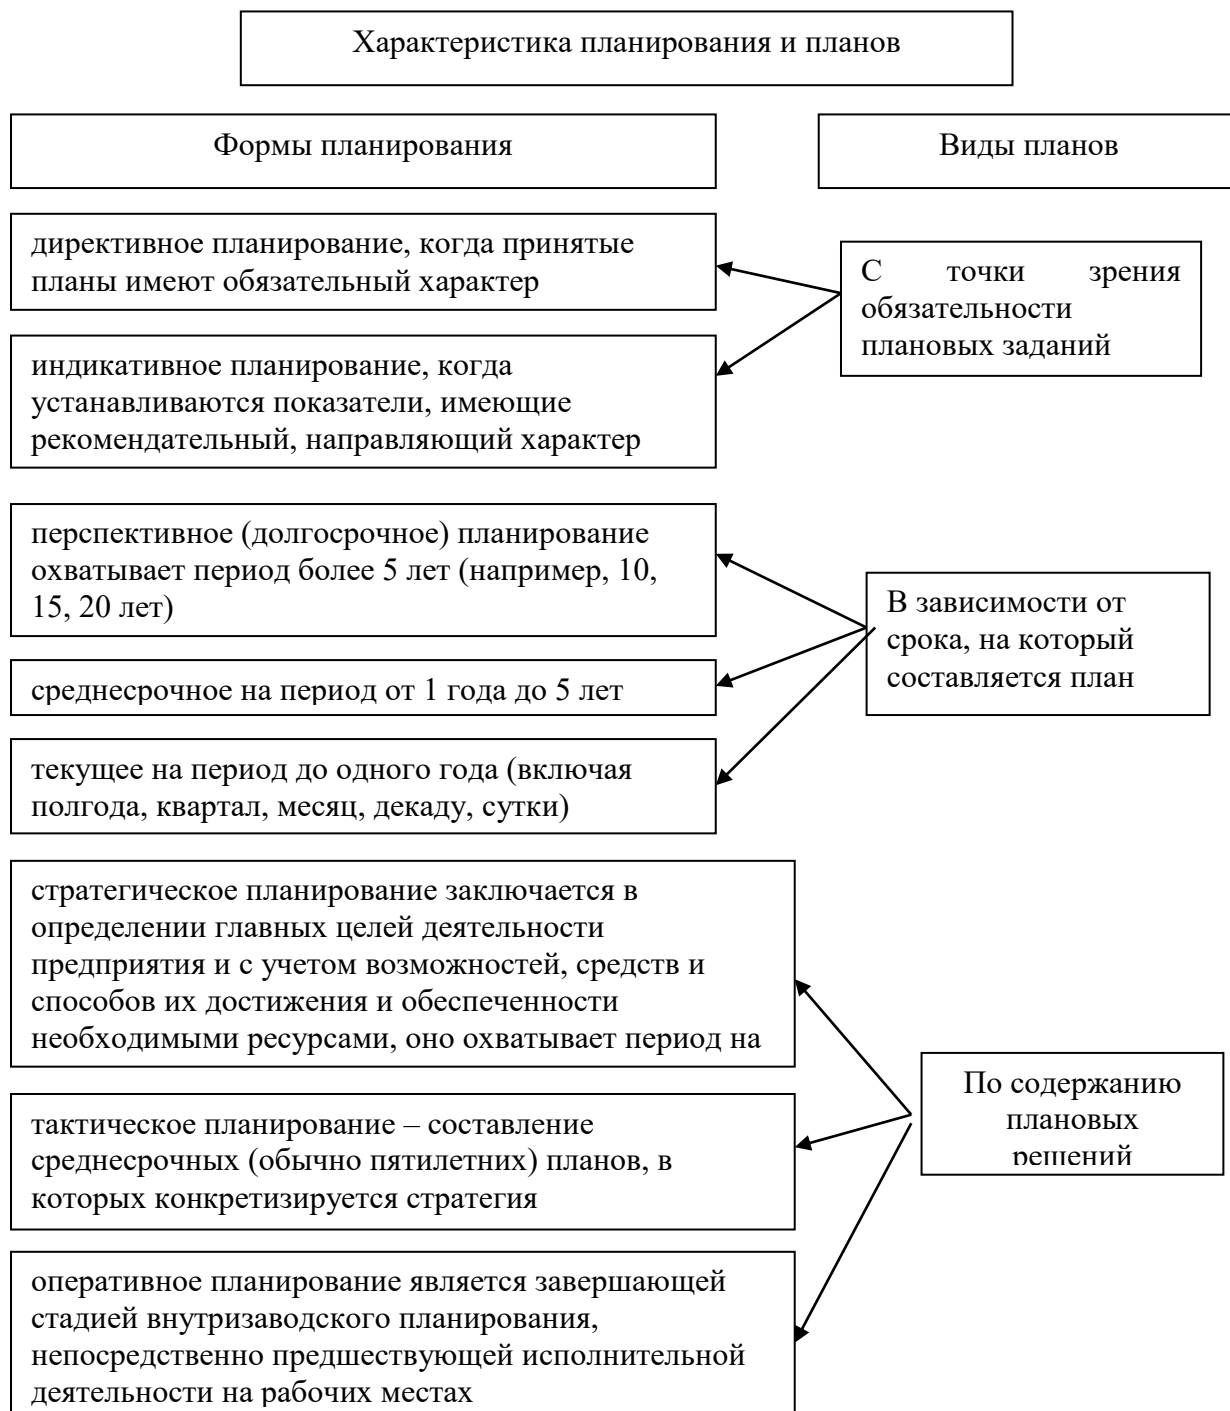 Характеристика планирования и планов
Формы планирования
Виды планов
директивное планирование, когда принятые
планы имеют обязательный характер
С точки зрения
обязательности
плановых заданий
индикативное планирование, когда
устанавливаются показатели, имеющие
рекомендательный, направляющий характер
перспективное (долгосрочное) планирование
охватывает период более 5 лет (например, 10,
15, 20 лет)
В зависимости от
срока, на который
составляется план
среднесрочное на период от 1 года до 5 лет
текущее на период до одного года (включая
полгода, квартал, месяц, декаду, сутки)
стратегическое планирование заключается в
определении главных целей деятельности
предприятия и с учетом возможностей, средств и
способов их достижения и обеспеченности
необходимыми ресурсами, оно охватывает период на
По содержанию
плановых
решений
тактическое планирование – составление
среднесрочных (обычно пятилетних) планов, в
которых конкретизируется стратегия
оперативное планирование является завершающей
стадией внутризаводского планирования,
непосредственно предшествующей исполнительной
деятельности на рабочих местах